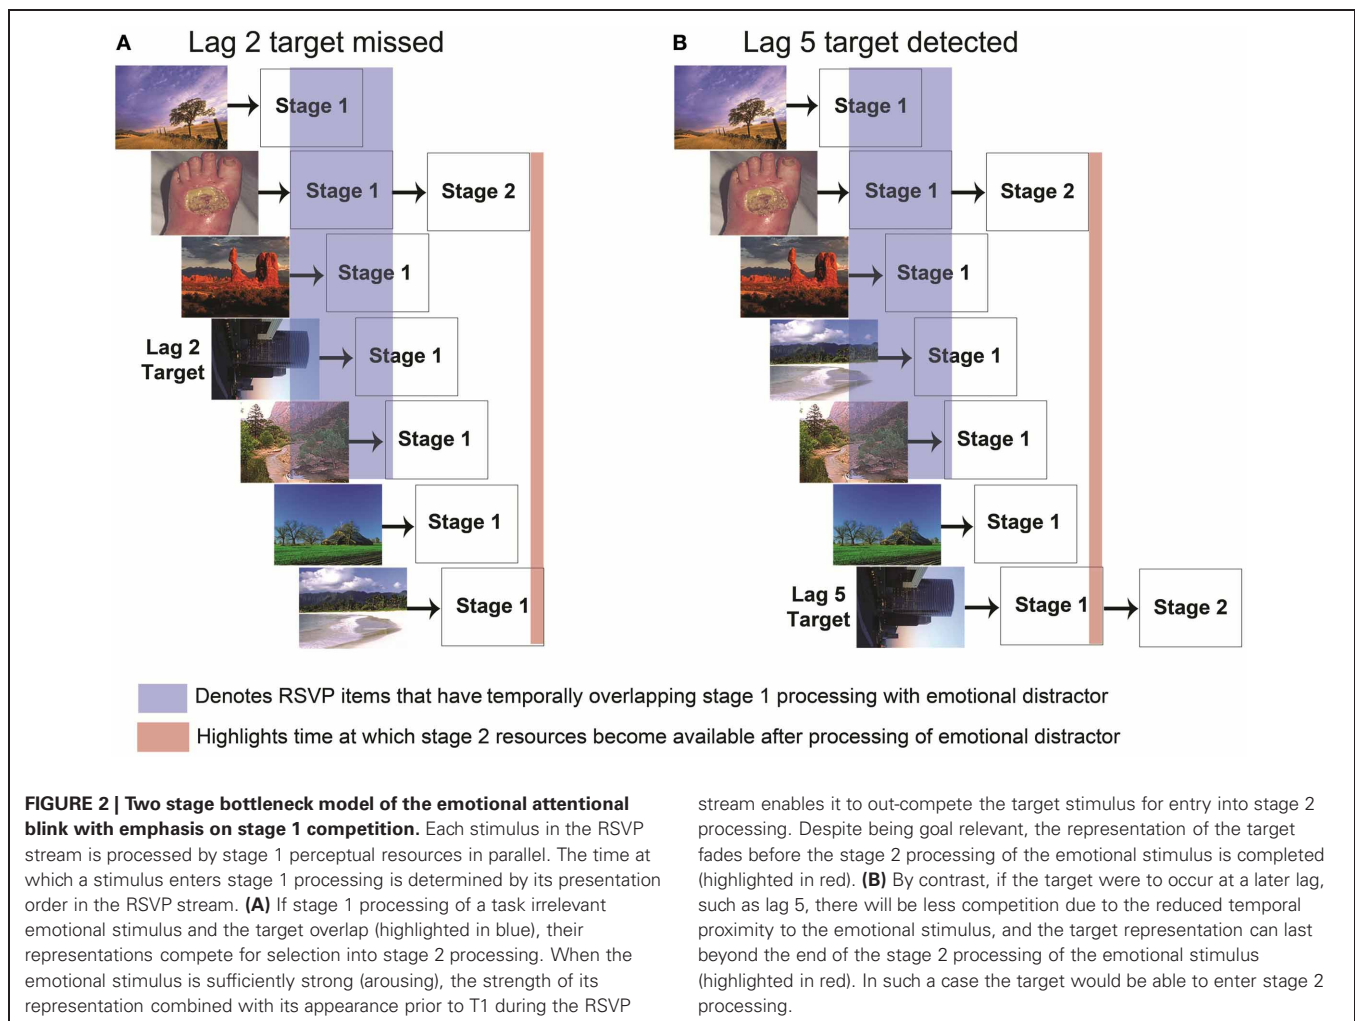 A Lag 2 target missed
Stage 1
Stage 1 Stage 2
Stage 1
Lag 2
Target
Stage 1
Stage 1
Stage 1
Stage 1
B Lag 5 target detected
Stage 1
Stage 1 Stage 2
Stage 1
Stage 1
Stage 1
Stage 1
Lag 5
Target
Stage 1 Stage 2
Denotes RSVP items that have temporally overlapping stage 1 processing with emotional distractor
Highlights time at which stage 2 resources become available after processing of emotional distractor
FIGURE 2 | Two stage bottleneck model of the emotional attentional
blink with emphasis on stage 1 competition. Each stimulus in the RSVP
stream is processed by stage 1 perceptual resources in parallel. The time at
which a stimulus enters stage 1 processing is determined by its presentation
order in the RSVP stream. (A) If stage 1 processing of a task irrelevant
emotional stimulus and the target overlap (highlighted in blue), their
representations compete for selection into stage 2 processing. When the
emotional stimulus is sufficiently strong (arousing), the strength of its
representation combined with its appearance prior to T1 during the RSVP
stream enables it to out-compete the target stimulus for entry into stage 2
processing. Despite being goal relevant, the representation of the target
fades before the stage 2 processing of the emotional stimulus is completed
(highlighted in red). (B) By contrast, if the target were to occur at a later lag,
such as lag 5, there will be less competition due to the reduced temporal
proximity to the emotional stimulus, and the target representation can last
beyond the end of the stage 2 processing of the emotional stimulus
(highlighted in red). In such a case the target would be able to enter stage 2
processing.